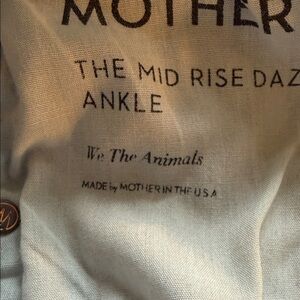 MOTHER
THE MID RISE DAZ
ANKLE
We The Animals
MADE by MOTHER IN THE U.S.A